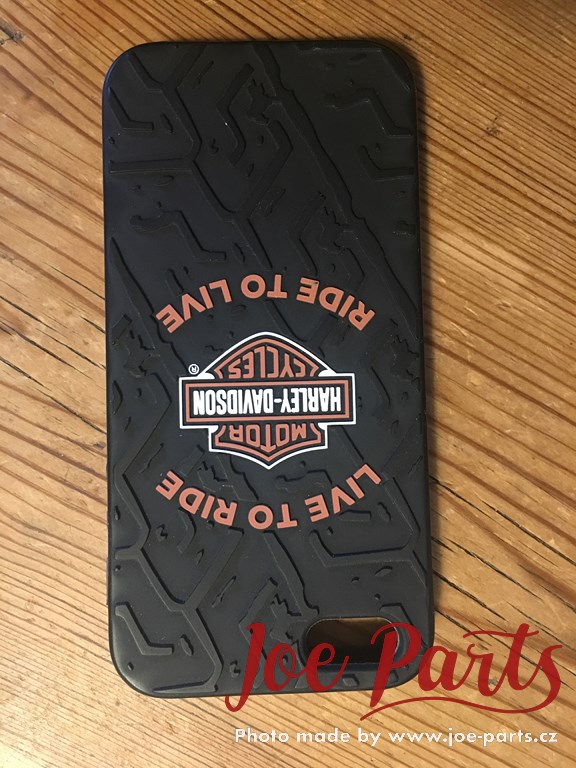 LIVE TO RIDE
MOTOR
HARLEY-DAVIDSON
CYCLES
®
RIDE TO LIVE
Joe Parts
Photo made by www.joe-parts.cz